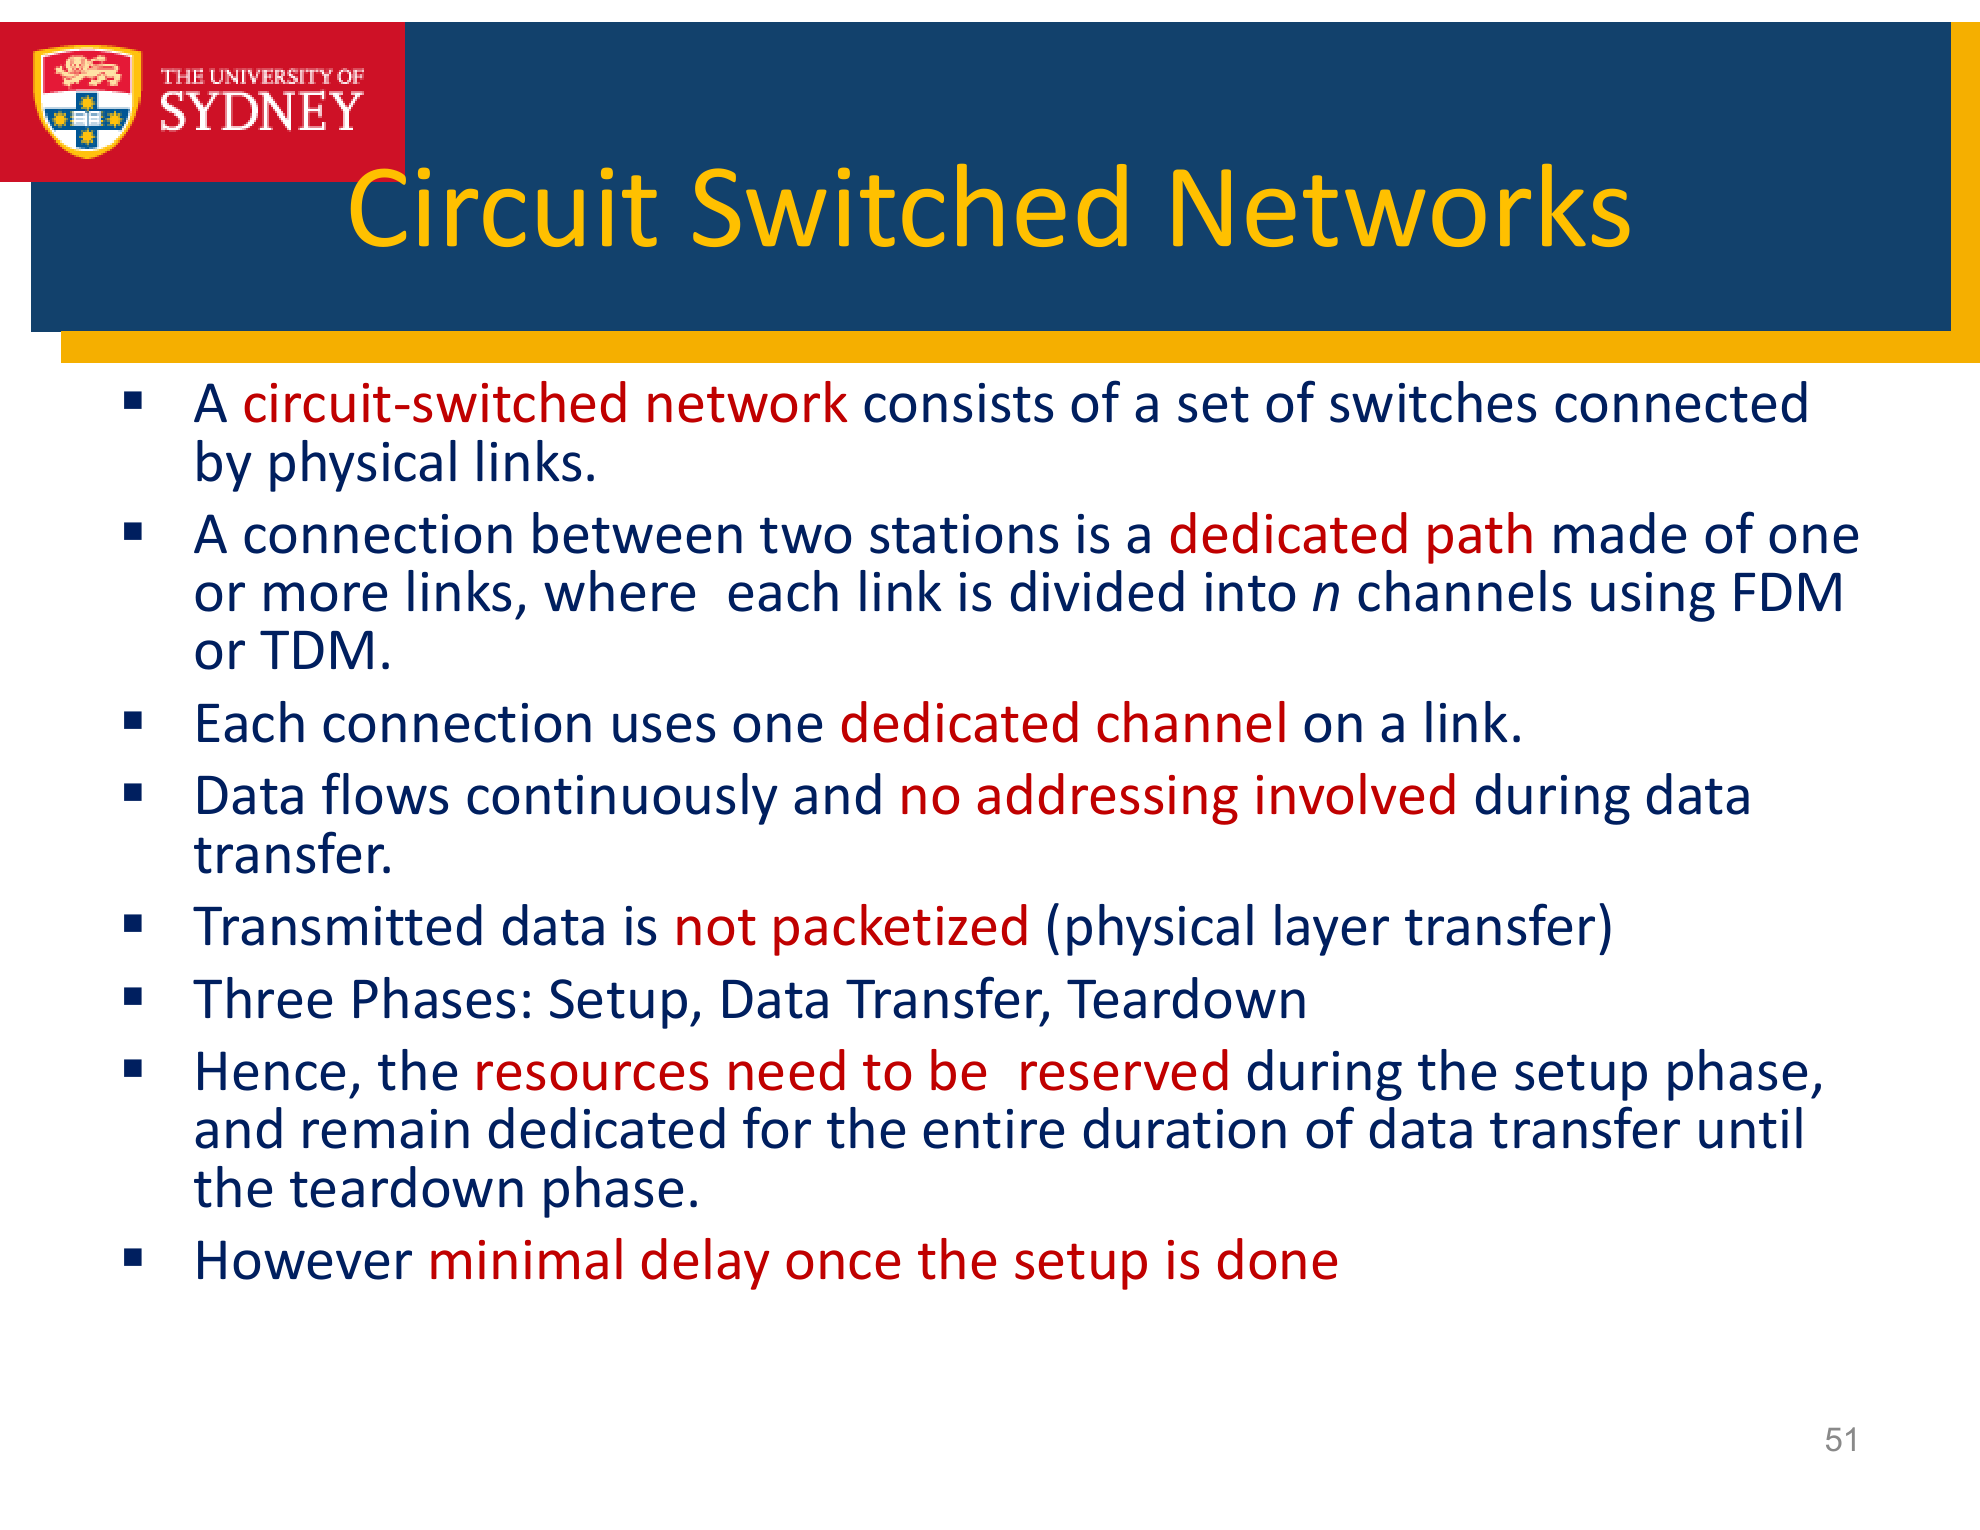 THE UNIVERSITY OF
SYDNEY
Circuit Switched Networks
▪ A circuit-switched network consists of a set of switches connected
by physical links.
▪ A connection between two stations is a dedicated path made of one
or more links, where  each link is divided into n channels using FDM
or TDM.
▪ Each connection uses one dedicated channel on a link.
▪ Data flows continuously and no addressing involved during data
transfer.
▪ Transmitted data is not packetized (physical layer transfer)
▪ Three Phases: Setup, Data Transfer, Teardown
▪ Hence, the resources need to be  reserved during the setup phase,
and remain dedicated for the entire duration of data transfer until
the teardown phase.
▪ However minimal delay once the setup is done
51